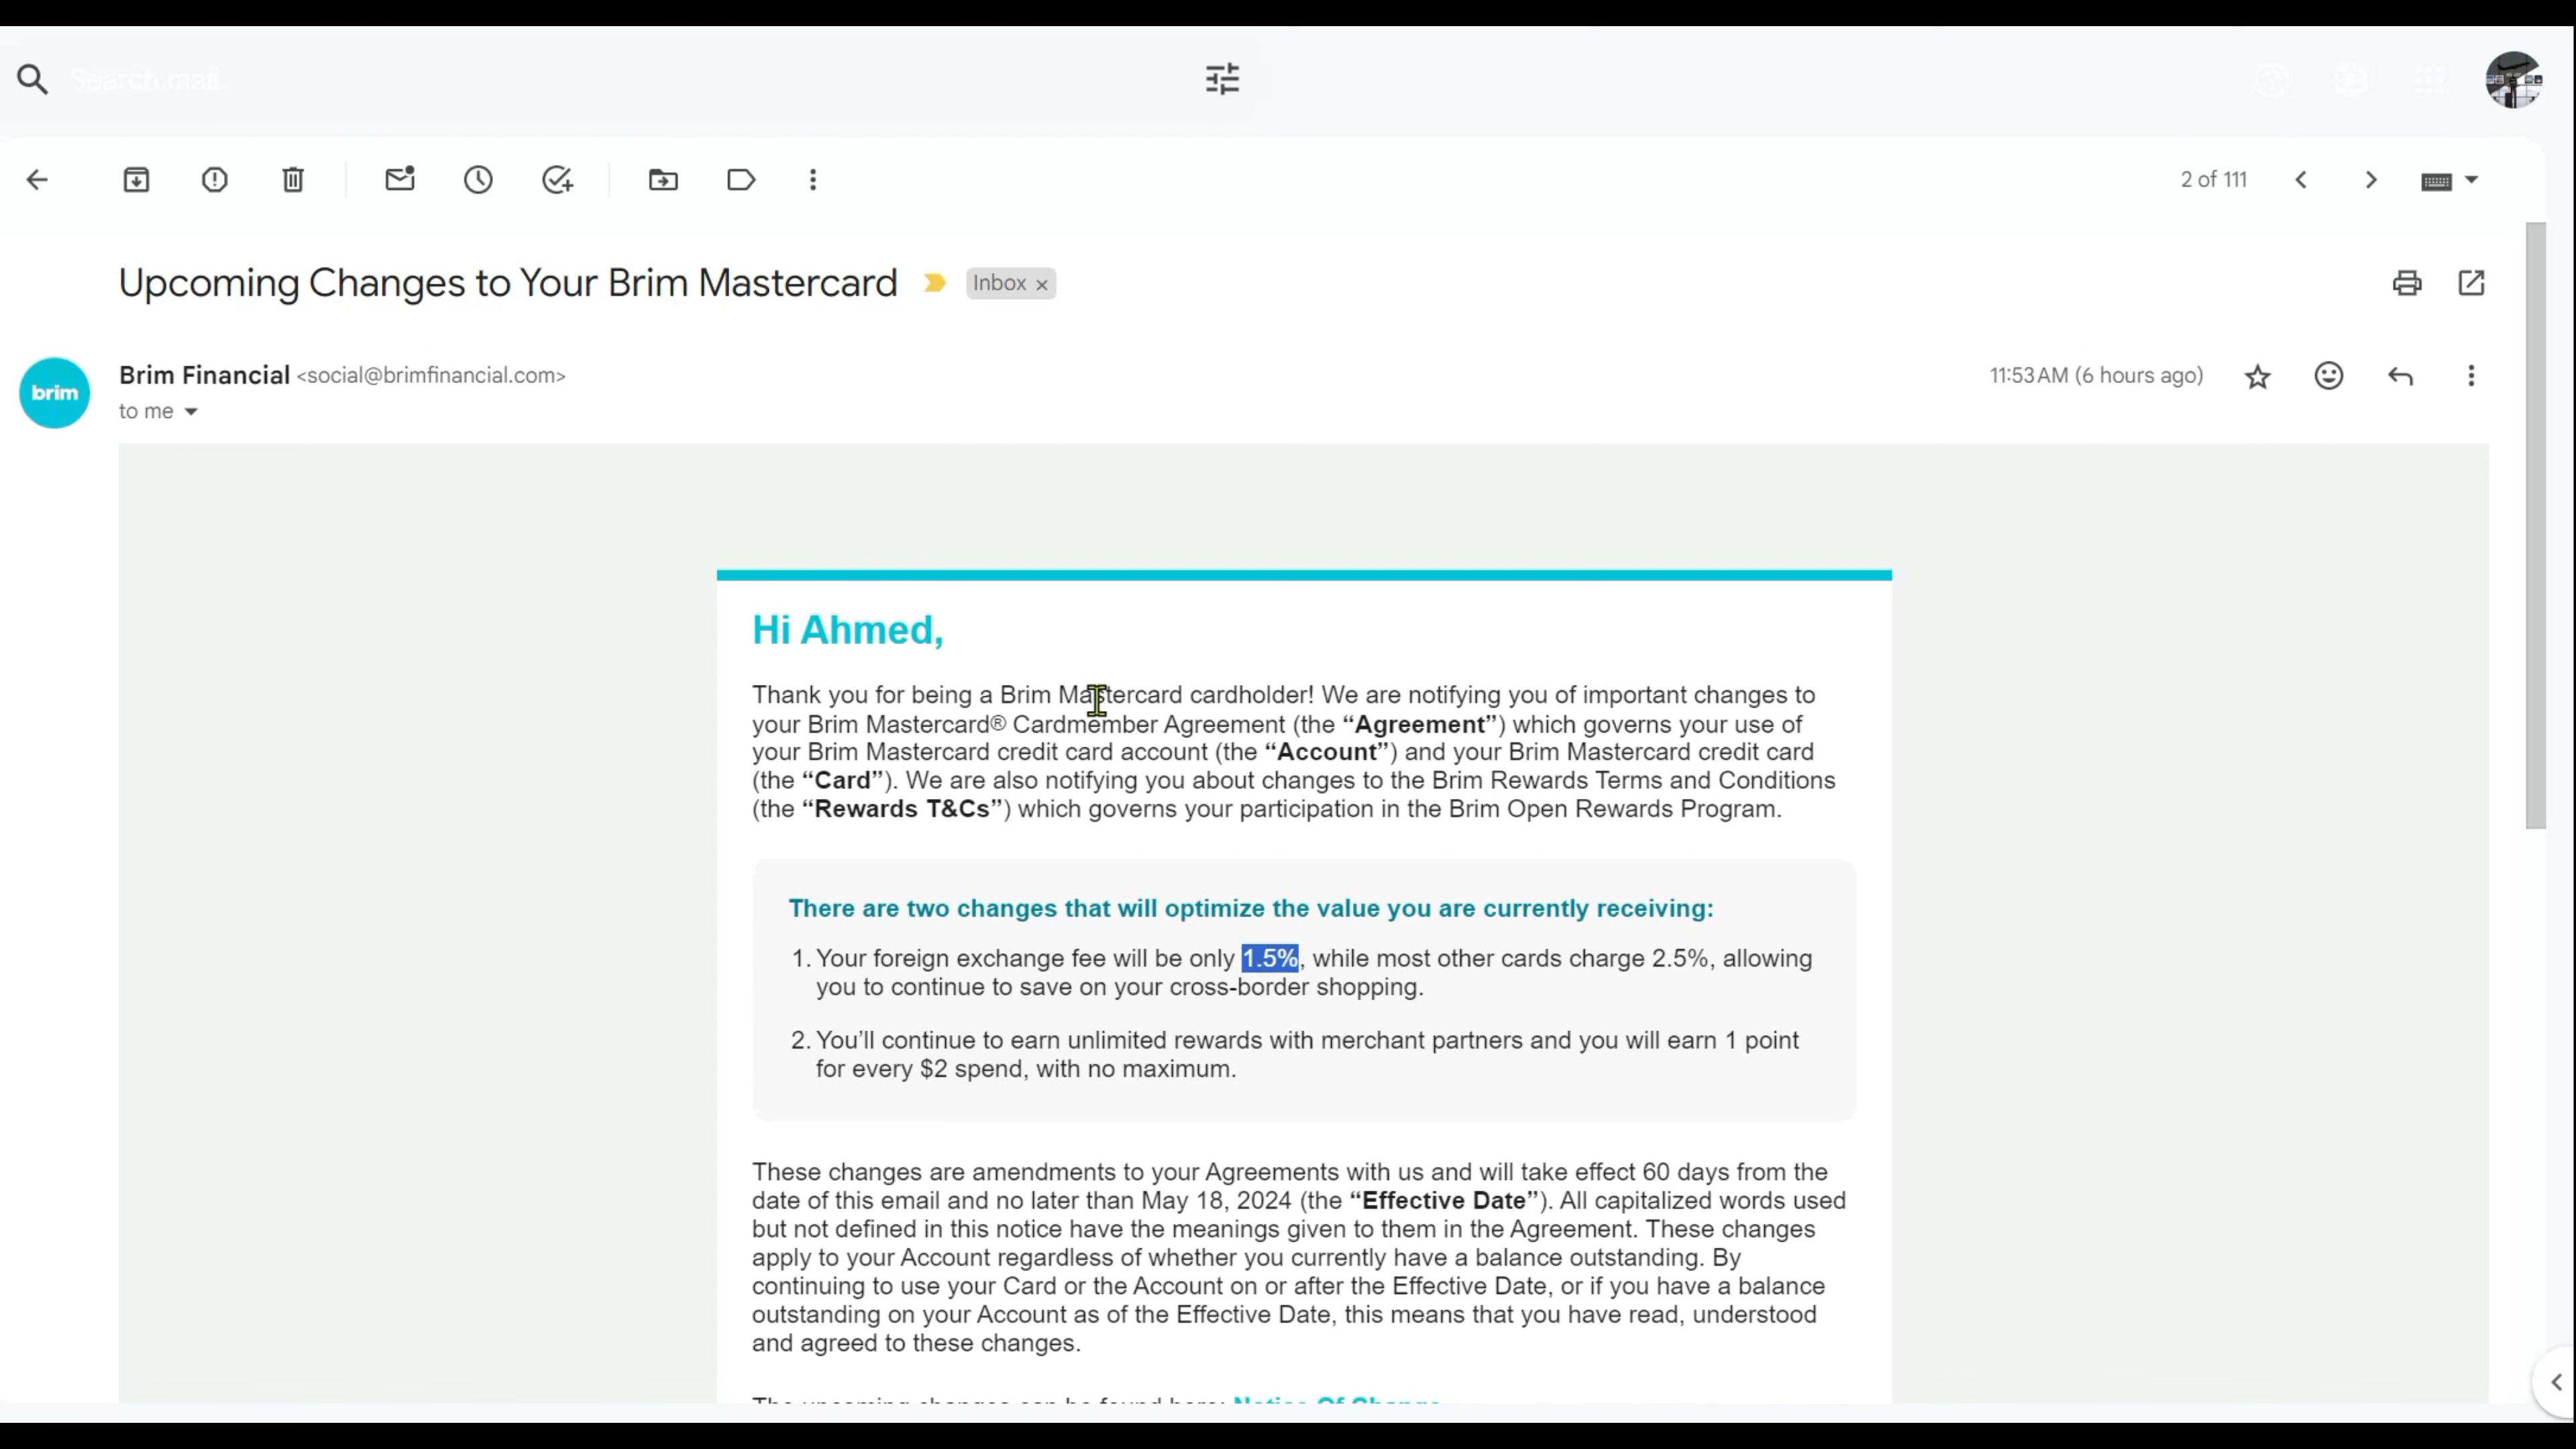 Search mail
2 of 111
Upcoming Changes to Your Brim Mastercard
Inbox ×
brim
Brim Financial <social@brimfinancial.com>
11:53 AM (6 hours ago)
to me
Hi Ahmed,
Thank you for being a Brim Mastercard cardholder! We are notifying you of important changes to
your Brim Mastercard® Cardmember Agreement (the “Agreement”) which governs your use of
your Brim Mastercard credit card account (the “Account”) and your Brim Mastercard credit card
(the “Card”). We are also notifying you about changes to the Brim Rewards Terms and Conditions
(the “Rewards T&Cs”) which governs your participation in the Brim Open Rewards Program.
There are two changes that will optimize the value you are currently receiving:
1. Your foreign exchange fee will be only 1.5%, while most other cards charge 2.5%, allowing
you to continue to save on your cross-border shopping.
2. You’ll continue to earn unlimited rewards with merchant partners and you will earn 1 point
for every $2 spend, with no maximum.
These changes are amendments to your Agreements with us and will take effect 60 days from the
date of this email and no later than May 18, 2024 (the “Effective Date”). All capitalized words used
but not defined in this notice have the meanings given to them in the Agreement. These changes
apply to your Account regardless of whether you currently have a balance outstanding. By
continuing to use your Card or the Account on or after the Effective Date, or if you have a balance
outstanding on your Account as of the Effective Date, this means that you have read, understood
and agreed to these changes.
The upcoming changes can be found here: Notice Of Change